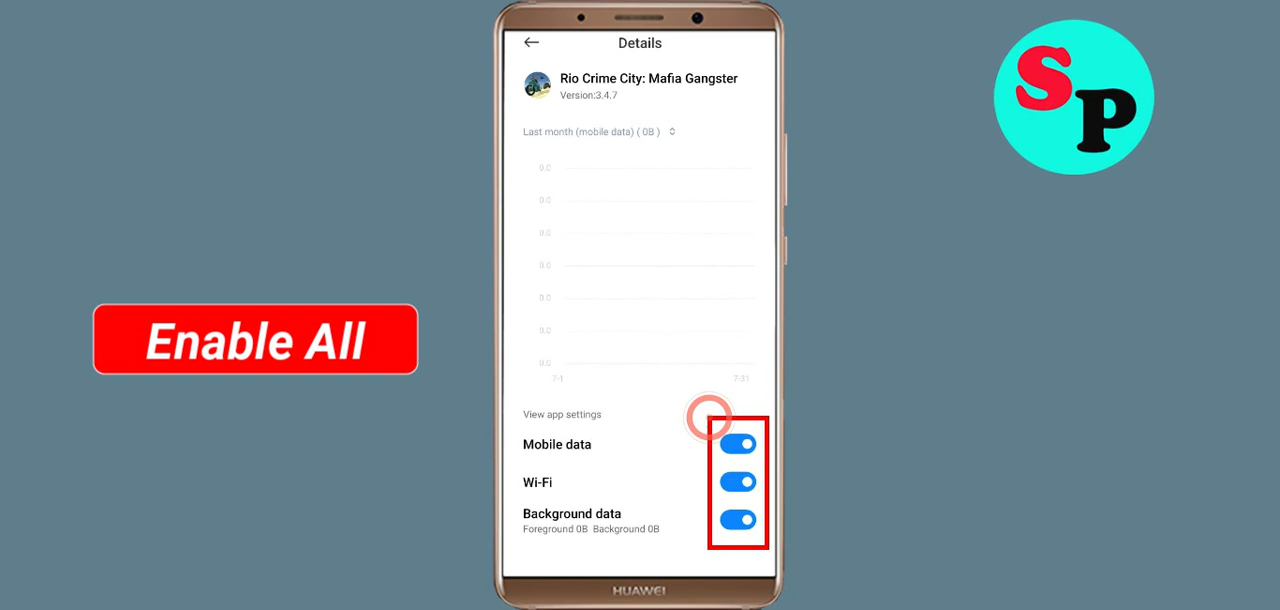 Details
Rio Crime City: Mafia Gangster
Version:3.4.7
Last month (mobile data) ( 0B )
0.0
0.0
0.0
0.0
0.0
0.0
0.0
7-1 7-31
View app settings
Mobile data
Wi-Fi
Background data
Foreground 0B Background 0B
HUAWEI
Enable All
SP